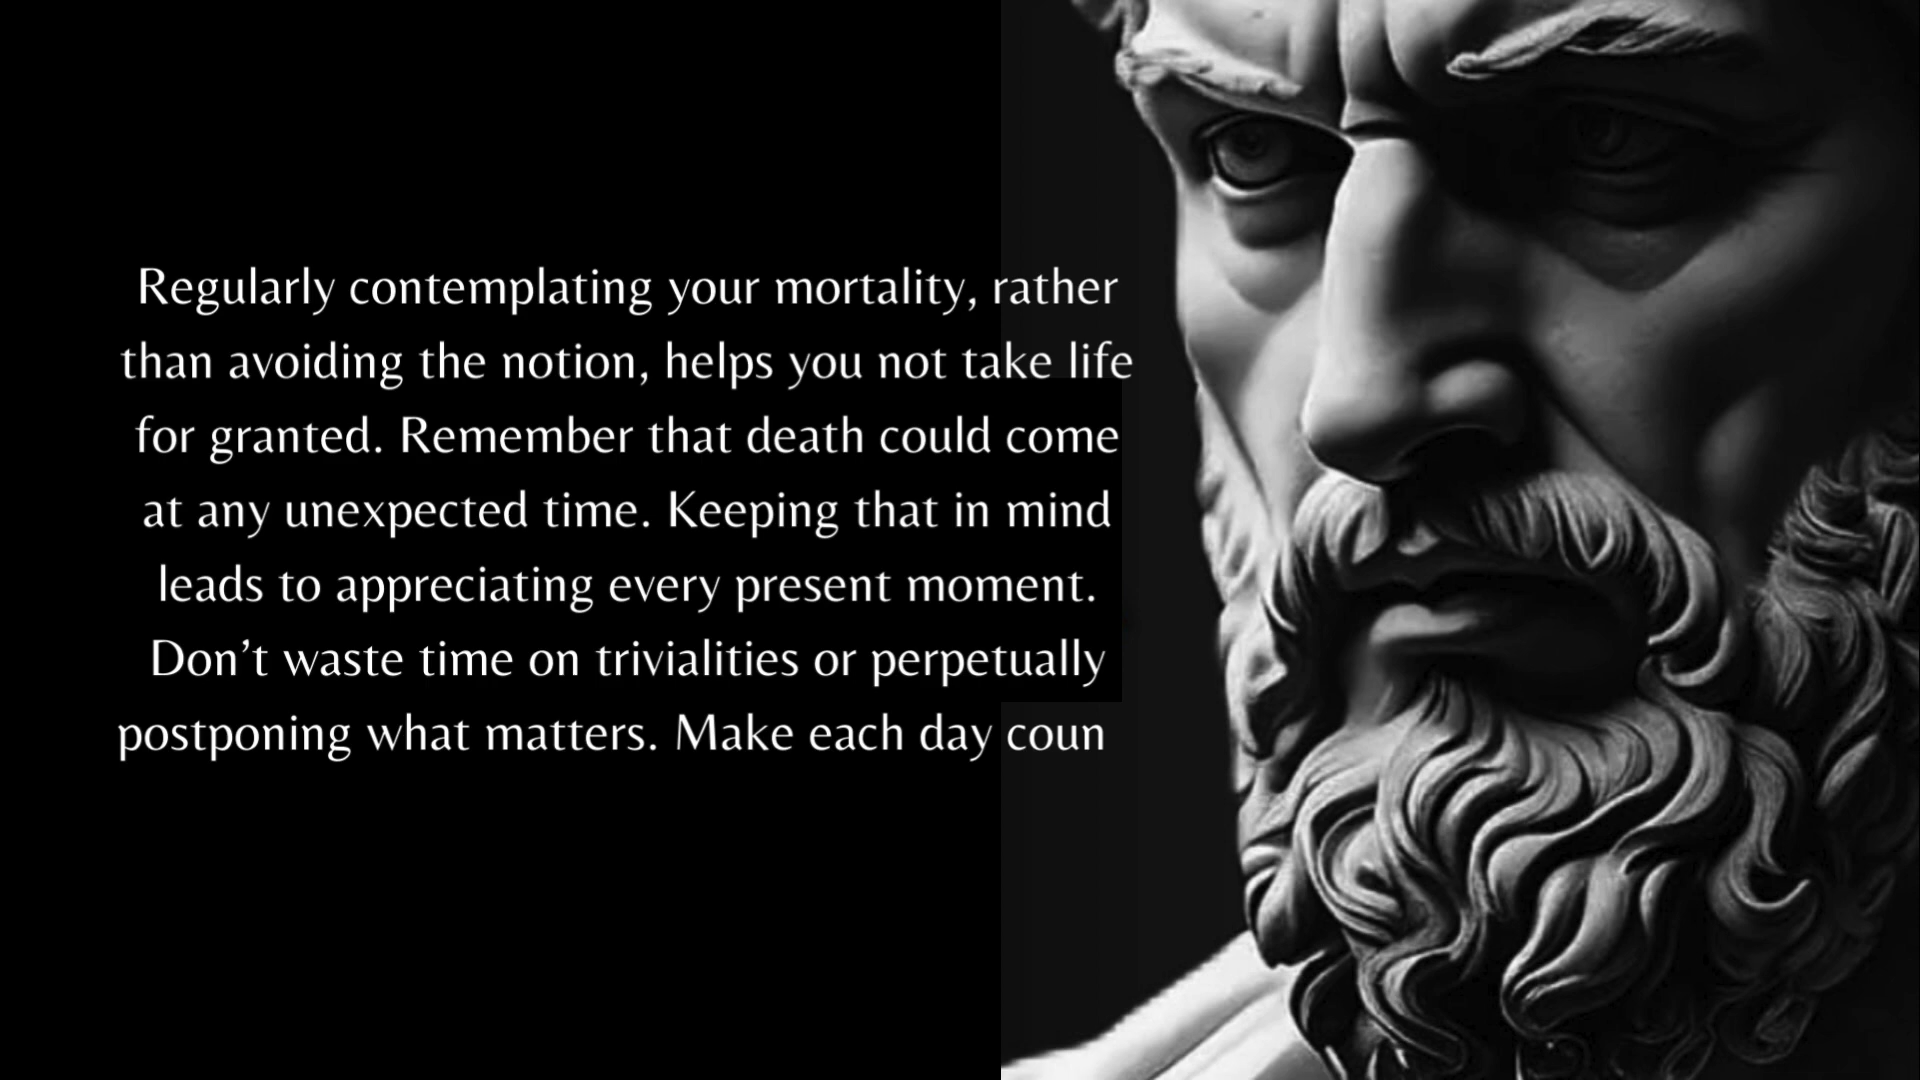 Regularly contemplating your mortality, rather
than avoiding the notion, helps you not take life
for granted. Remember that death could come
at any unexpected time. Keeping that in mind
leads to appreciating every present moment.
Don’t waste time on trivialities or perpetually
postponing what matters. Make each day coun